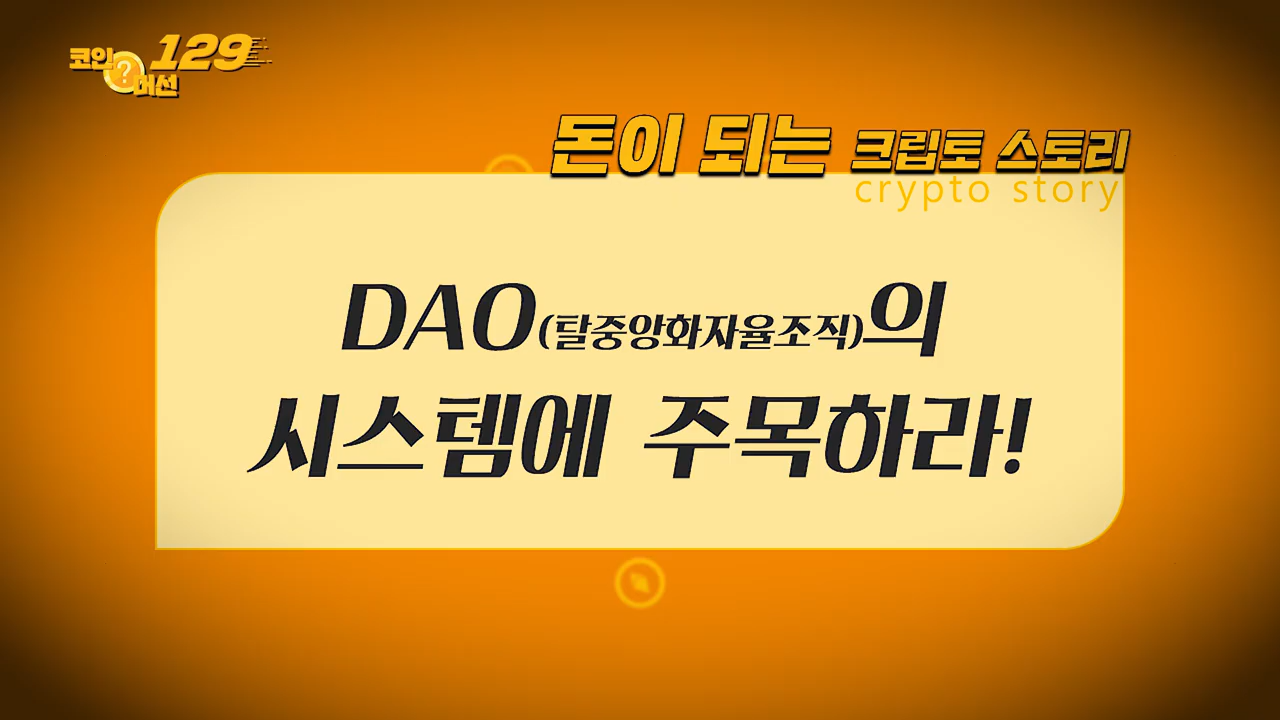 코인 129
?
머선
돈이 되는 크립토 스토리
crypto story
DAO(탈중앙화자율조직)의
시스템에 주목하라!